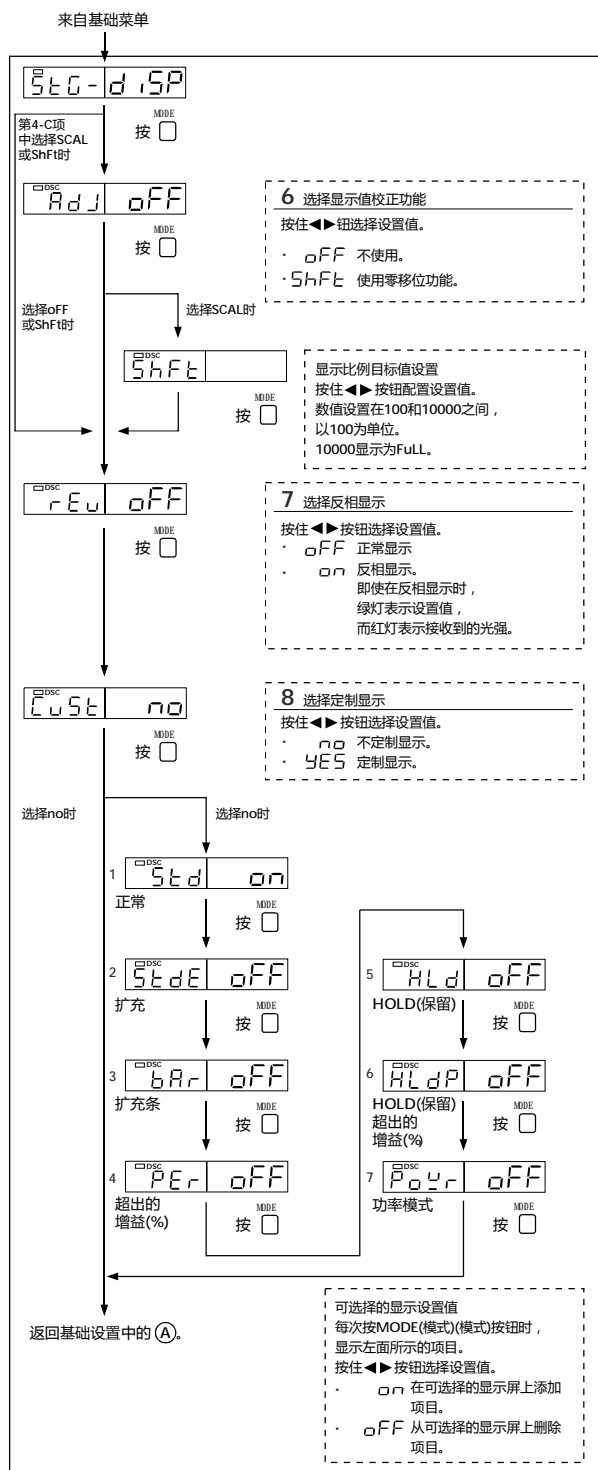 来自基础菜单
StG- diSP
第4-C项
中选择SCAL
或ShFt时
MODE
按
DSC
AdJ oFF
MODE
按
6 选择显示值校正功能
按住◀▶钮选择设置值。
· oFF 不使用。
· ShFt 使用零移位功能。
选择oFF
或ShFt时
选择SCAL时
DSC
ShFt
MODE
按
显示比例目标值设置
按住◀▶按钮配置设置值。
数值设置在100和10000之间，
以100为单位。
10000显示为FuLL。
DSC
rEv oFF
MODE
按
7 选择反相显示
按住◀▶按钮选择设置值。
· oFF 正常显示
· on 反相显示。
即使在反相显示时，
绿灯表示设置值，
而红灯表示接收到的光强。
DSC
CuSt no
MODE
按
8 选择定制显示
按住◀▶按钮选择设置值。
· no 不定制显示。
· YES 定制显示。
选择no时
选择no时
1 DSC
Std on
正常
MODE
按
2 DSC
StdE oFF
扩充
MODE
按
3 DSC
bAr oFF
扩充条
MODE
按
4 DSC
PEr oFF
超出的
增益(%)
MODE
按
5 DSC
HLd oFF
HOLD(保留)
MODE
按
6 DSC
HLdP oFF
HOLD(保留)
超出的
增益(%)
MODE
按
7 DSC
PoYr oFF
功率模式
MODE
按
返回基础设置中的Ⓐ。
可选择的显示设置值
每次按MODE(模式)(模式)按钮时，
显示左面所示的项目。
按住◀▶按钮选择设置值。
· on 在可选择的显示屏上添加
项目。
· oFF 从可选择的显示屏上删除
项目。